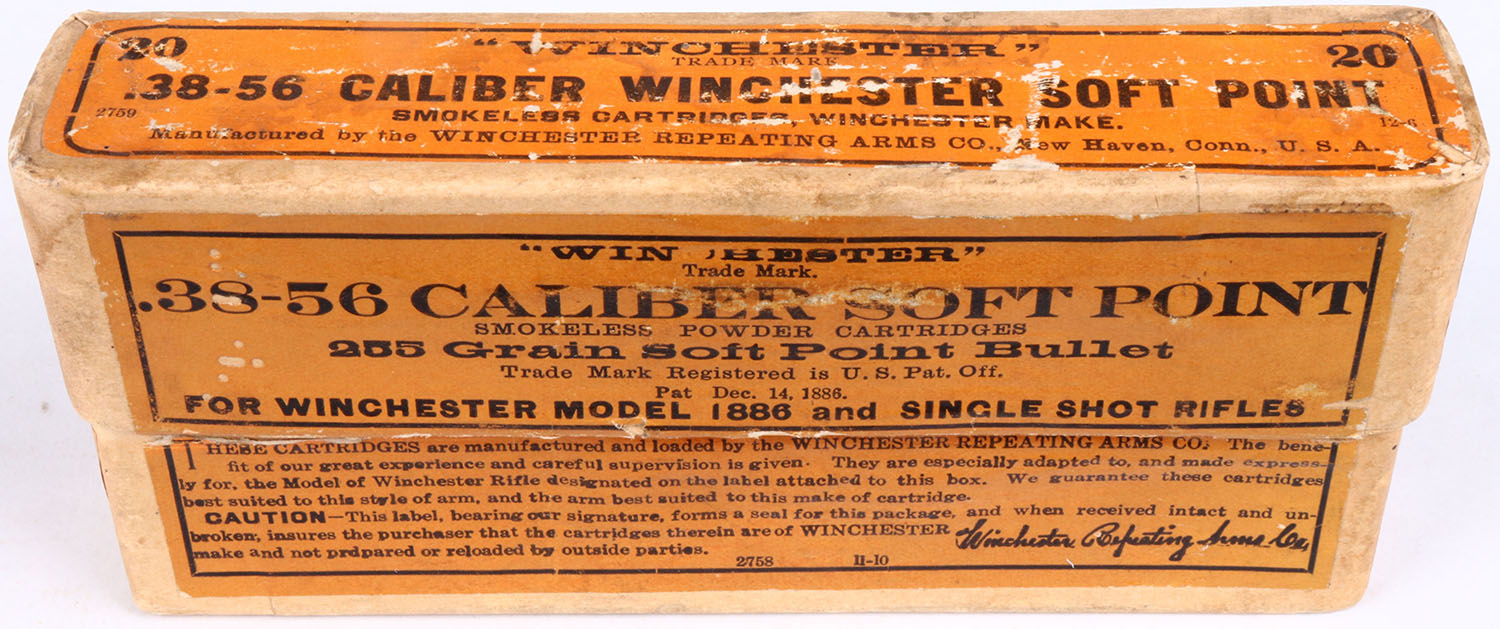 20 "WINCHESTER" 20
TRADE MARK
.38-56 CALIBER WINCHESTER SOFT POINT
2759 SMOKELESS CARTRIDGES, WINCHESTER MAKE. 12-6
Manufactured by the WINCHESTER REPEATING ARMS CO., New Haven, Conn., U. S. A.
"WINCHESTER"
Trade Mark.
.38-56 CALIBER SOFT POINT
SMOKELESS POWDER CARTRIDGES
255 Grain Soft Point Bullet
Trade Mark Registered in U. S. Pat. Off.
Pat Dec. 14, 1886.
FOR WINCHESTER MODEL 1886 and SINGLE SHOT RIFLES
THESE CARTRIDGES are manufactured and loaded by the WINCHESTER REPEATING ARMS CO. The bene-
fit of our great experience and careful supervision is given. They are especially adapted to, and made express-
ly for, the Model of Winchester Rifle designated on the label attached to this box. We guarantee these cartridges
best suited to this style of arm, and the arm best suited to this make of cartridge.
CAUTION—This label, bearing our signature, forms a seal for this package, and when received intact and un-
broken, insures the purchaser that the cartridges therein are of WINCHESTER
make and not prepared or reloaded by outside parties.
Winchester Repeating Arms Co.
2758 11-10